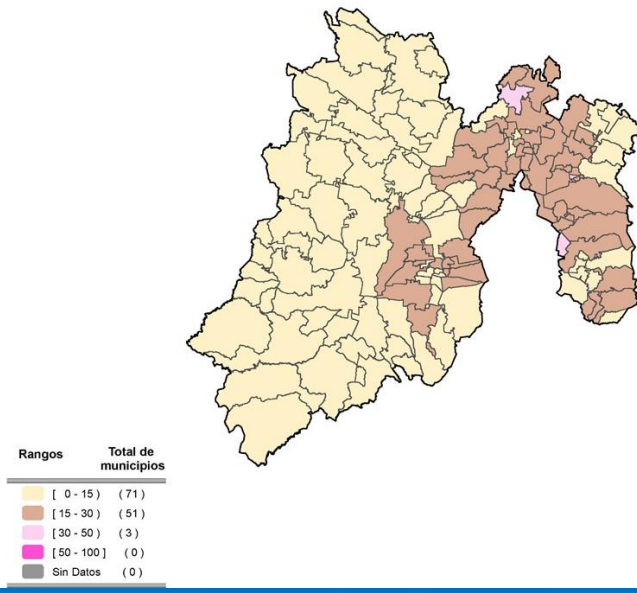 Rangos Total de municipios
[ 0 - 15 ) ( 71 )
[ 15 - 30 ) ( 51 )
[ 30 - 50 ) ( 3 )
[ 50 - 100 ] ( 0 )
Sin Datos ( 0 )